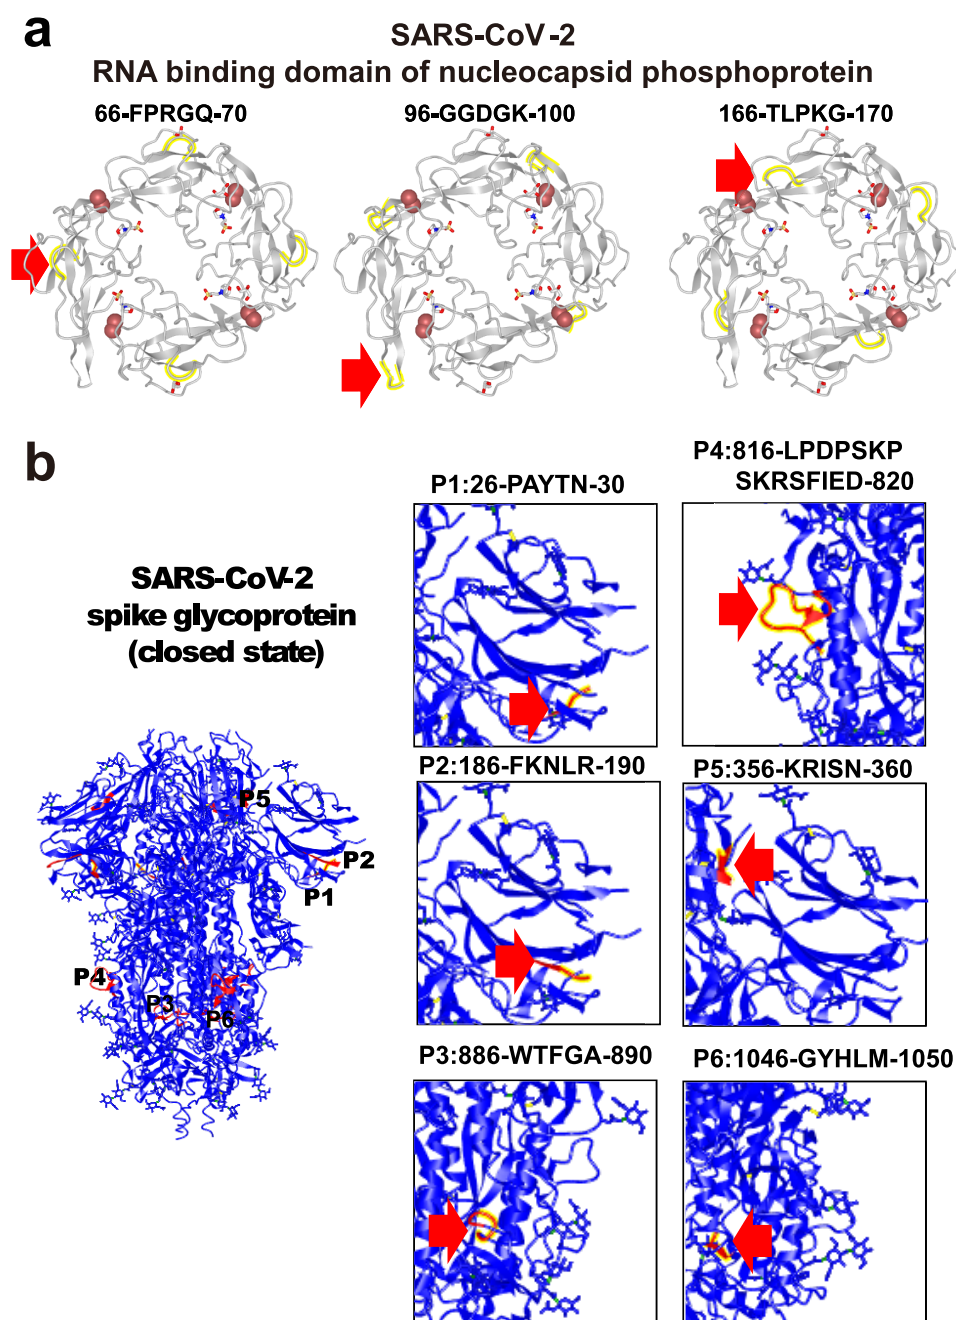 a
SARS-CoV-2
RNA binding domain of nucleocapsid phosphoprotein
66-FPRGQ-70
96-GGDGK-100
166-TLPKG-170
b
SARS-CoV-2
spike glycoprotein
(closed state)
P5
P2
P1
P4
P3
P6
P1:26-PAYTN-30
P4:816-LPDPSKP
SKRSFIED-820
P2:186-FKNLR-190
P5:356-KRISN-360
P3:886-WTFGA-890
P6:1046-GYHLM-1050